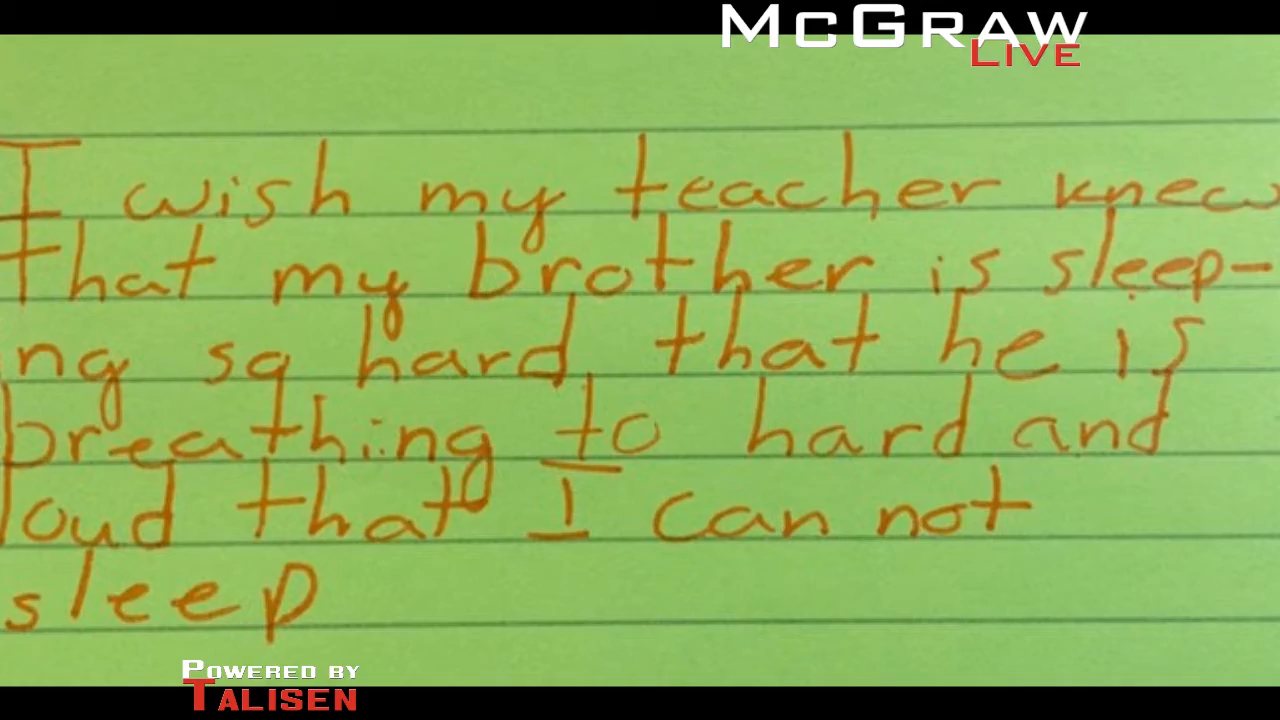 McGraw
Live
I wish my teacher knew
that my brother is sleep-
ng so hard that he is
breathing to hard and
loud that I can not
sleep
Powered by
Talisen